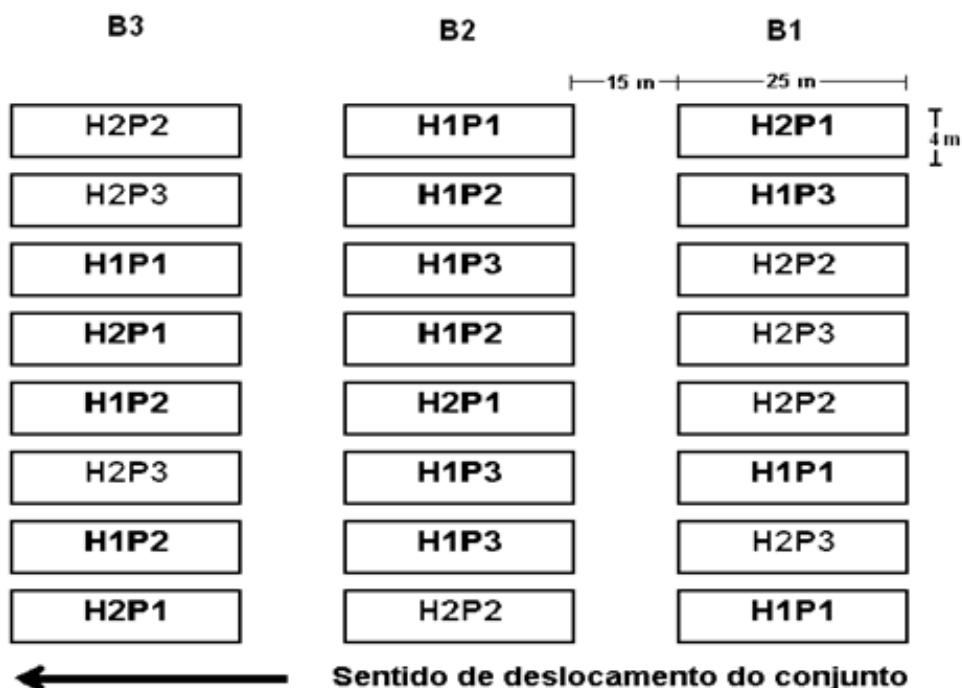 B3 B2 B1
15 m 25 m
H2P2 H1P1 H2P1 4 m
H2P3 H1P2 H1P3
H1P1 H1P3 H2P2
H2P1 H1P2 H2P3
H1P2 H2P1 H2P2
H2P3 H1P3 H1P1
H1P2 H1P3 H2P3
H2P1 H2P2 H1P1
Sentido de deslocamento do conjunto